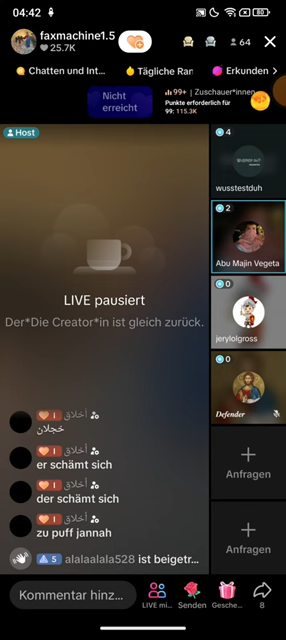 04:42
80
faxmachine1.5
25.7K
64
Chatten und Int...
Tägliche Ran
Erkunden
Nicht
erreicht
99+ | Zuschauer*innen
Punkte erforderlich für
99: 115.3K
Host
4
wusstestduh
2
Abu Majin Vegeta
LIVE pausiert
Der*Die Creator*in ist gleich zurück.
0
jerylolgross
0
Defender
I أخلاق
خجلان
I أخلاق
er schämt sich
I أخلاق
der schämt sich
I أخلاق
zu puff jannah
5 alalaalala528 ist beigetr...
+
Anfragen
+
Anfragen
Kommentar hinz...
LIVE mi...
Senden
Gesche...
8